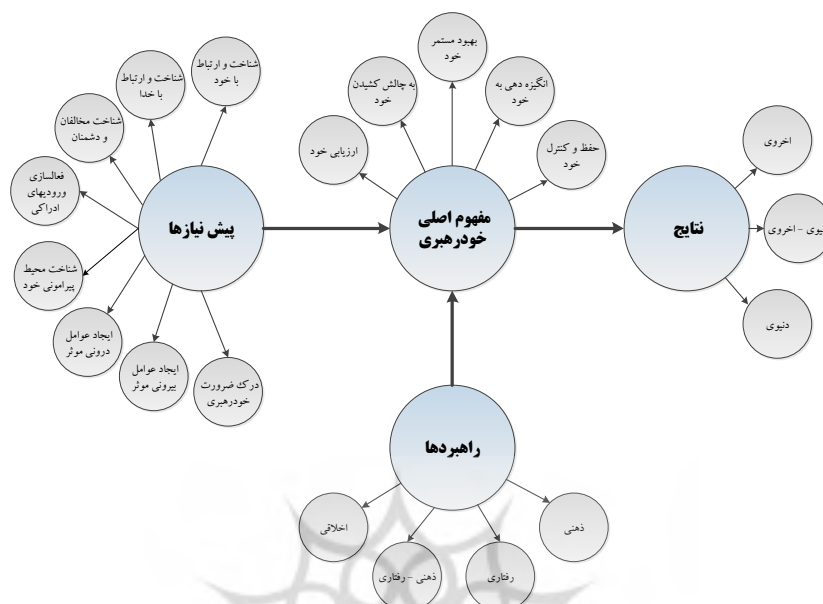 شناخت و ارتباط
با خود
شناخت و ارتباط
با خدا
شناخت مخالفان
و دشمنان
فعالسازی
ورودیهای
ادراکی
شناخت محیط
پیرامونی خود
ایجاد عوامل
درونی موثر
ایجاد عوامل
بیرونی موثر
درک ضرورت
خودرهبری
پیش نیازها
بهبود مستمر
خود
انگیزه دهی به
خود
به چالش کشیدن
خود
حفظ و کنترل
خود
ارزیابی خود
مفهوم اصلی
خودرهبری
اخروی
دنیوی - اخروی
دنیوی
نتایج
راهبردها
ذهنی
رفتاری
ذهنی - رفتاری
اخلاقی